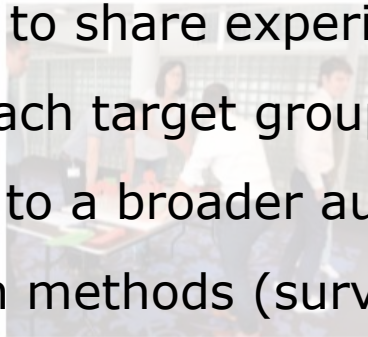 to share experi
ach target grou
to a broader au
methods (surv